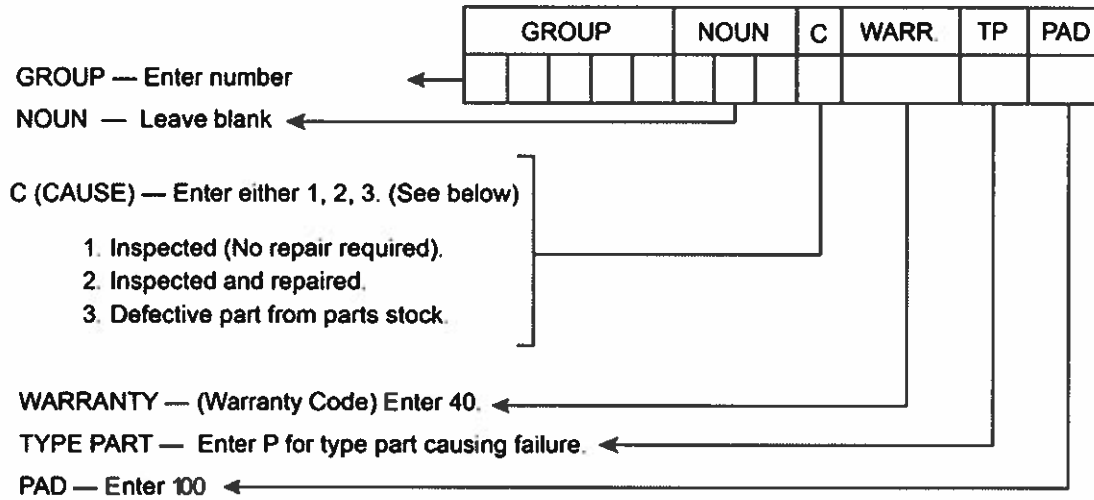 GROUP NOUN C WARR. TP PAD
GROUP — Enter number
NOUN — Leave blank
C (CAUSE) — Enter either 1, 2, 3. (See below)
1. Inspected (No repair required).
2. Inspected and repaired.
3. Defective part from parts stock.
WARRANTY — (Warranty Code) Enter 40.
TYPE PART — Enter P for type part causing failure.
PAD — Enter 100